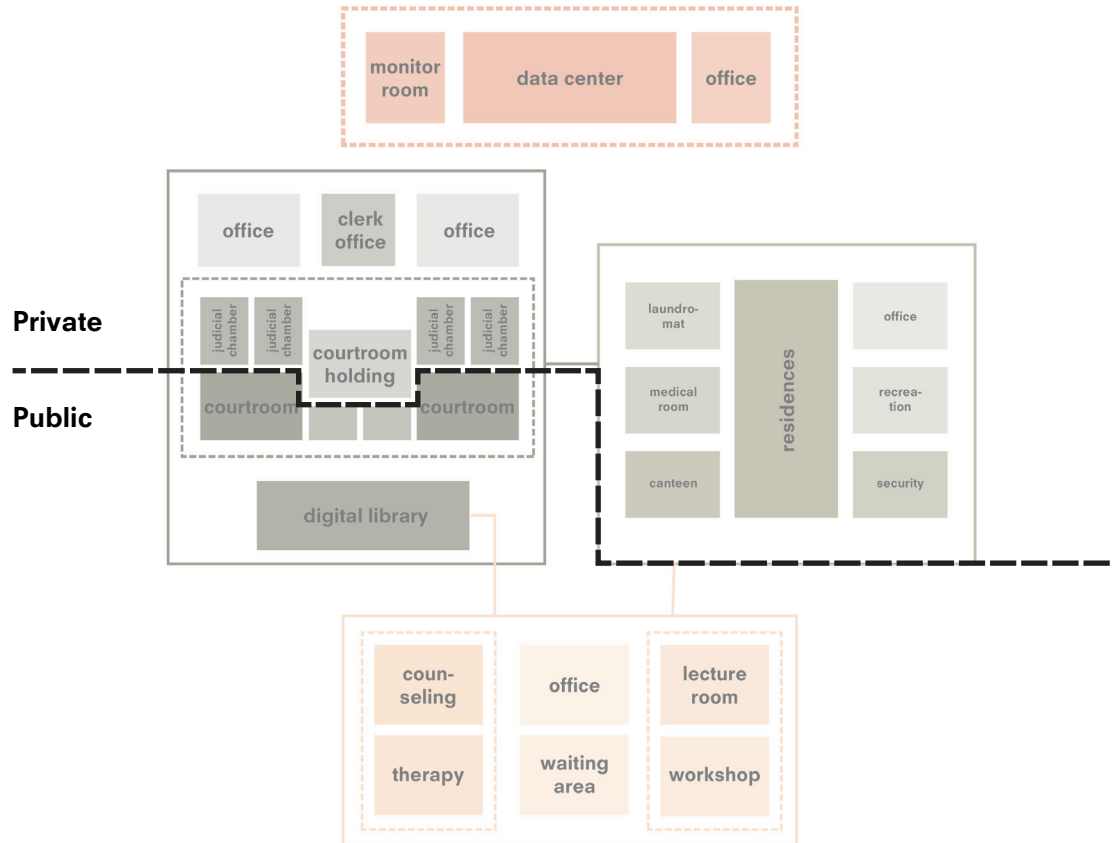 monitor
room
data center
office
office
clerk
office
office
judicial
chamber
judicial
chamber
judicial
chamber
judicial
chamber
courtroom
holding
courtroom
courtroom
digital library
Private
Public
laundro-
mat
medical
room
canteen
residences
office
recrea-
tion
security
coun-
seling
therapy
office
waiting
area
lecture
room
workshop